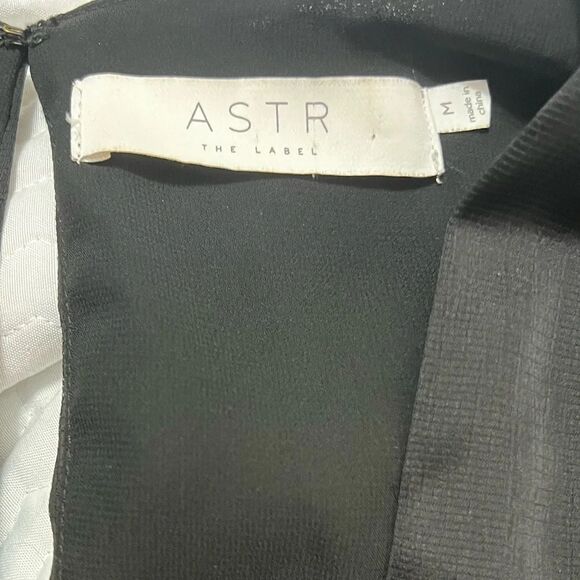 ASTR
THE LABEL
M
made in
china